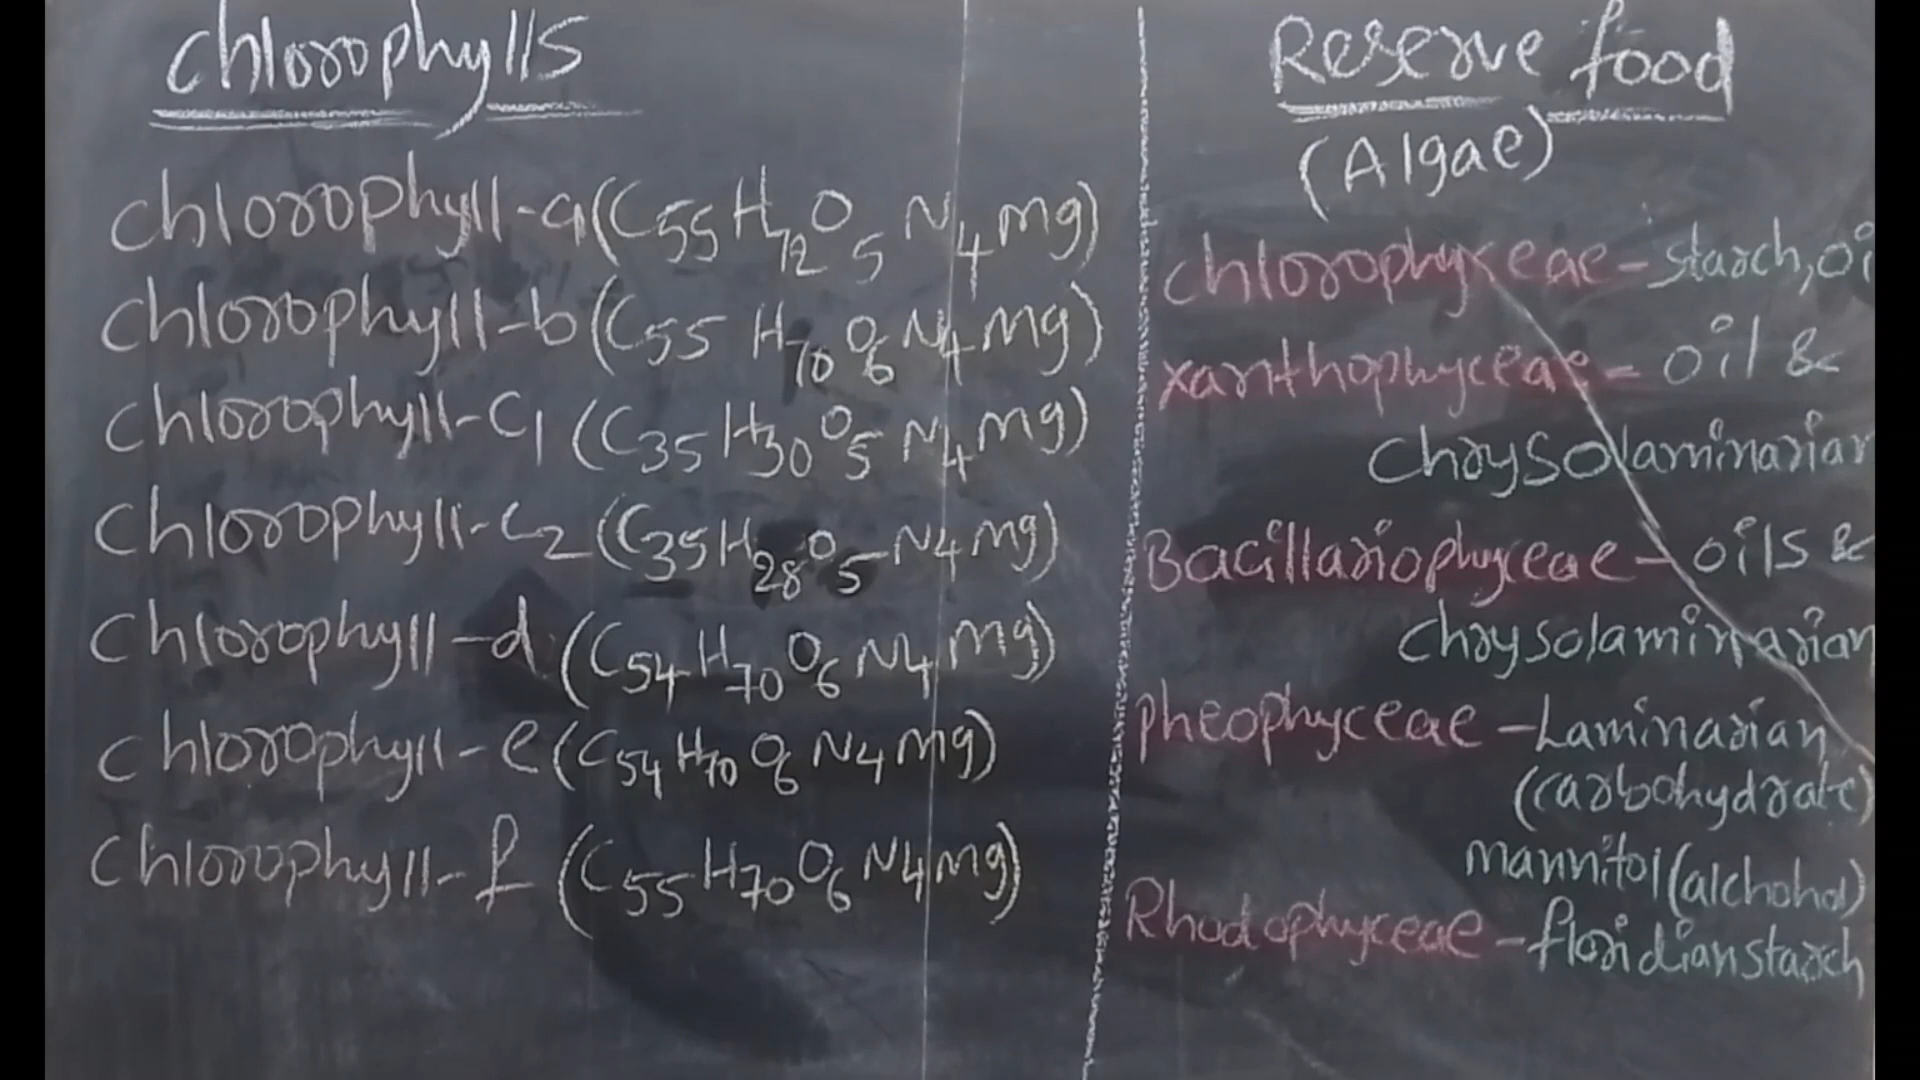 Chlorophylls
Chlorophyll-a (C55H72O5N4Mg)
Chlorophyll-b (C55H70O6N4Mg)
Chlorophyll-C1 (C35H30O5N4Mg)
Chlorophyll-C2 (C35H28O5N4Mg)
Chlorophyll-d (C54H70O6N4Mg)
Chlorophyll-e (C54H70O6N4Mg)
Chlorophyll-f (C55H70O6N4Mg)
Reserve food
(Algae)
Chlorophyceae - starch, oi
xanthophyceae - oil &
Chrysolaminarian
Bacillariophyceae - oils &
Chrysolaminarian
pheophyceae - Laminarian
(carbohydrate)
mannitol (alchohol)
Rhodophyceae - floridian starch